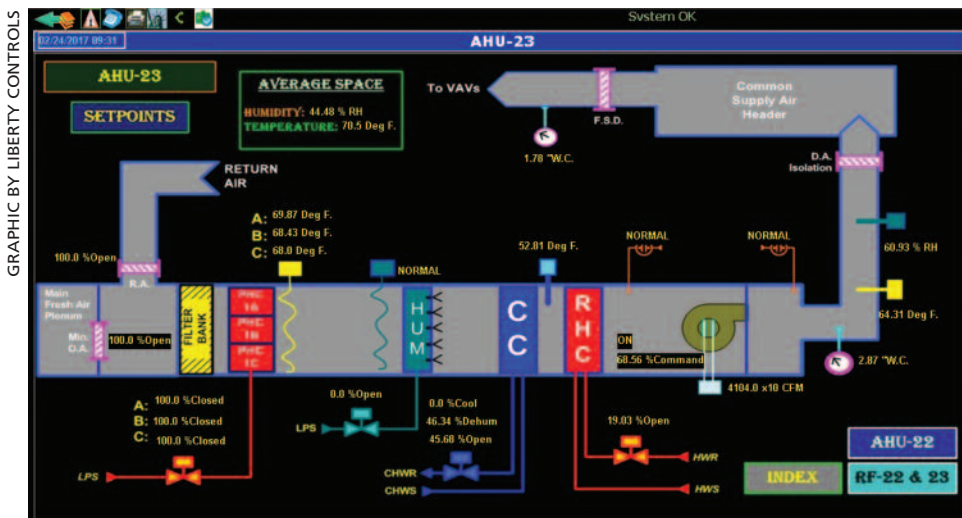 GRAPHIC BY LIBERTY CONTROLS
System OK
02/24/2017 09:31
AHU-23
AHU-23
SETPOINTS
AVERAGE SPACE
HUMIDITY: 44.48 % RH
TEMPERATURE: 70.5 Deg F.
To VAVs
F.S.D.
Common
Supply Air
Header
1.78 "W.C.
D.A.
Isolation
RETURN
AIR
A: 69.87 Deg F.
B: 68.43 Deg F.
C: 68.0 Deg F.
52.81 Deg F.
NORMAL
NORMAL
60.93 % RH
100.0 %Open
R.A.
NORMAL
Main
Fresh Air
Plenum
Min.
O.A.
100.0 %Open
FILTER
BANK
PHC
1A
PHC
1B
PHC
1C
HUM
CC
RHC
ON
68.56 %Command
64.31 Deg F.
2.87 "W.C.
4104.0 x10 CFM
A: 100.0 %Closed
B: 100.0 %Closed
C: 100.0 %Closed
LPS
0.0 %Open
LPS
0.0 %Cool
46.34 %Dehum
45.68 %Open
CHWR
CHWS
19.03 %Open
HWR
HWS
AHU-22
INDEX
RF-22 & 23